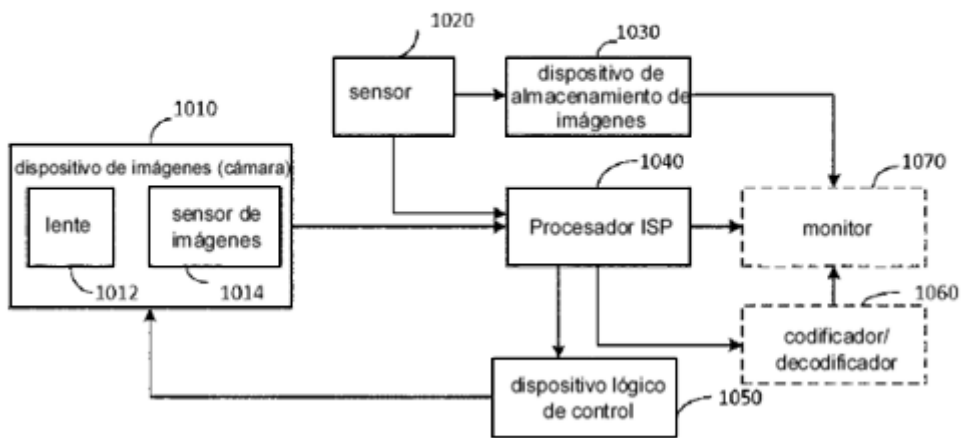 1020
sensor
1030
dispositivo de
almacenamiento de
imágenes
1010
dispositivo de imágenes (cámara)
lente
1012
sensor de
imágenes
1014
1040
Procesador ISP
1070
monitor
1060
codificador/
decodificador
dispositivo lógico
de control
1050